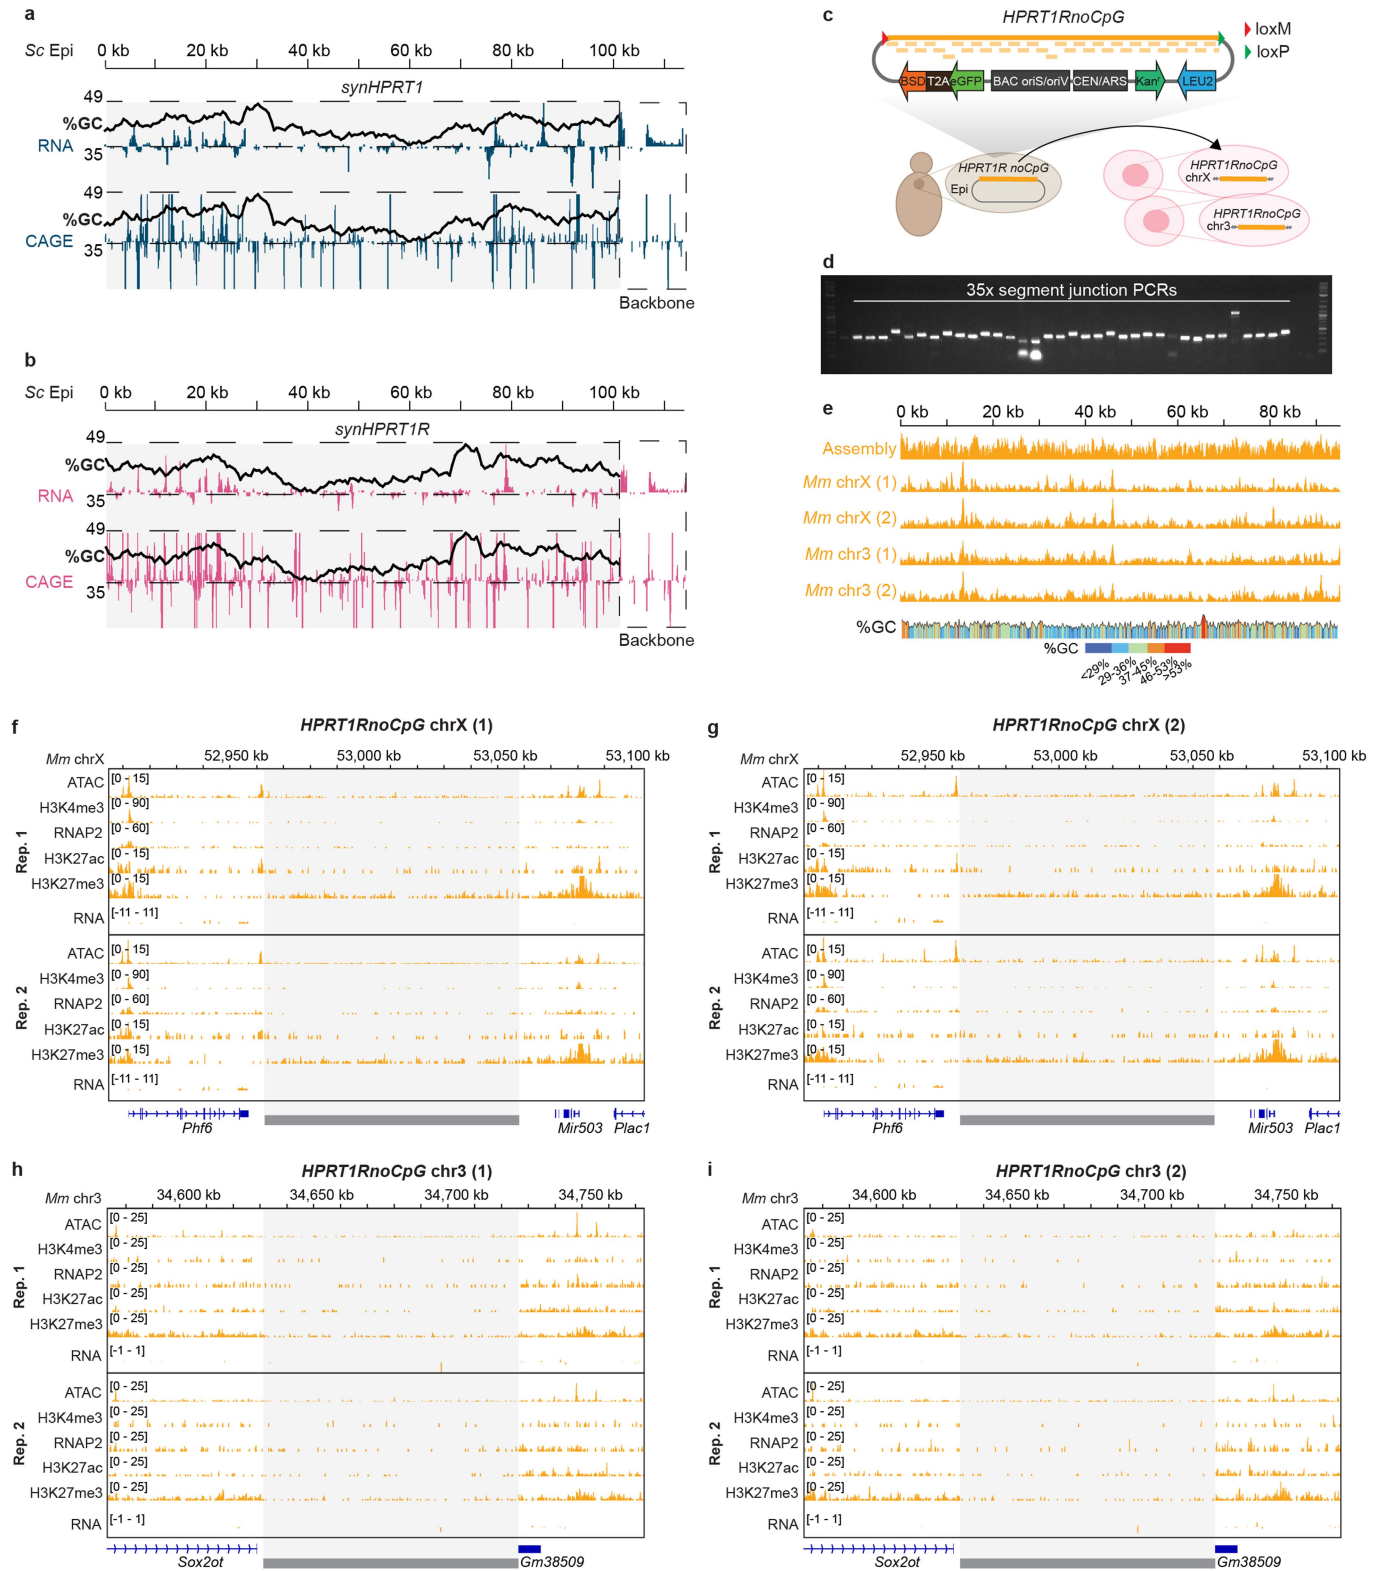 a
Sc Epi 0 kb 20 kb 40 kb 60 kb 80 kb 100 kb
synHPRT1
49
%GC
RNA
35
49
%GC
CAGE
35
Backbone
b
Sc Epi 0 kb 20 kb 40 kb 60 kb 80 kb 100 kb
synHPRT1R
49
%GC
RNA
35
49
%GC
CAGE
35
Backbone
c
HPRT1RnoCpG
loxM
loxP
BSD T2A eGFP BAC oriS/oriV CEN/ARS Kanʳ LEU2
HPRT1R noCpG
Epi
HPRT1RnoCpG
chrX
HPRT1RnoCpG
chr3
d
35x segment junction PCRs
e
0 kb 20 kb 40 kb 60 kb 80 kb
Assembly
Mm chrX (1)
Mm chrX (2)
Mm chr3 (1)
Mm chr3 (2)
%GC
%GC
<29% 29-36% 37-45% 46-53% >53%
f
HPRT1RnoCpG chrX (1)
Mm chrX 52,950 kb 53,000 kb 53,050 kb 53,100 kb
Rep. 1
ATAC [0 - 15]
H3K4me3 [0 - 90]
RNAP2 [0 - 60]
H3K27ac [0 - 15]
H3K27me3 [0 - 15]
RNA [-11 - 11]
Rep. 2
ATAC [0 - 15]
H3K4me3 [0 - 90]
RNAP2 [0 - 60]
H3K27ac [0 - 15]
H3K27me3 [0 - 15]
RNA [-11 - 11]
Phf6 Mir503 Plac1
g
HPRT1RnoCpG chrX (2)
Mm chrX 52,950 kb 53,000 kb 53,050 kb 53,100 kb
Rep. 1
ATAC [0 - 15]
H3K4me3 [0 - 90]
RNAP2 [0 - 60]
H3K27ac [0 - 15]
H3K27me3 [0 - 15]
RNA [-11 - 11]
Rep. 2
ATAC [0 - 15]
H3K4me3 [0 - 90]
RNAP2 [0 - 60]
H3K27ac [0 - 15]
H3K27me3 [0 - 15]
RNA [-11 - 11]
Phf6 Mir503 Plac1
h
HPRT1RnoCpG chr3 (1)
Mm chr3 34,600 kb 34,650 kb 34,700 kb 34,750 kb
Rep. 1
ATAC [0 - 25]
H3K4me3 [0 - 25]
RNAP2 [0 - 25]
H3K27ac [0 - 25]
H3K27me3 [0 - 25]
RNA [-1 - 1]
Rep. 2
ATAC [0 - 25]
H3K4me3 [0 - 25]
RNAP2 [0 - 25]
H3K27ac [0 - 25]
H3K27me3 [0 - 25]
RNA [-1 - 1]
Sox2ot Gm38509
i
HPRT1RnoCpG chr3 (2)
Mm chr3 34,600 kb 34,650 kb 34,700 kb 34,750 kb
Rep. 1
ATAC [0 - 25]
H3K4me3 [0 - 25]
RNAP2 [0 - 25]
H3K27ac [0 - 25]
H3K27me3 [0 - 25]
RNA [-1 - 1]
Rep. 2
ATAC [0 - 25]
H3K4me3 [0 - 25]
RNAP2 [0 - 25]
H3K27ac [0 - 25]
H3K27me3 [0 - 25]
RNA [-1 - 1]
Sox2ot Gm38509